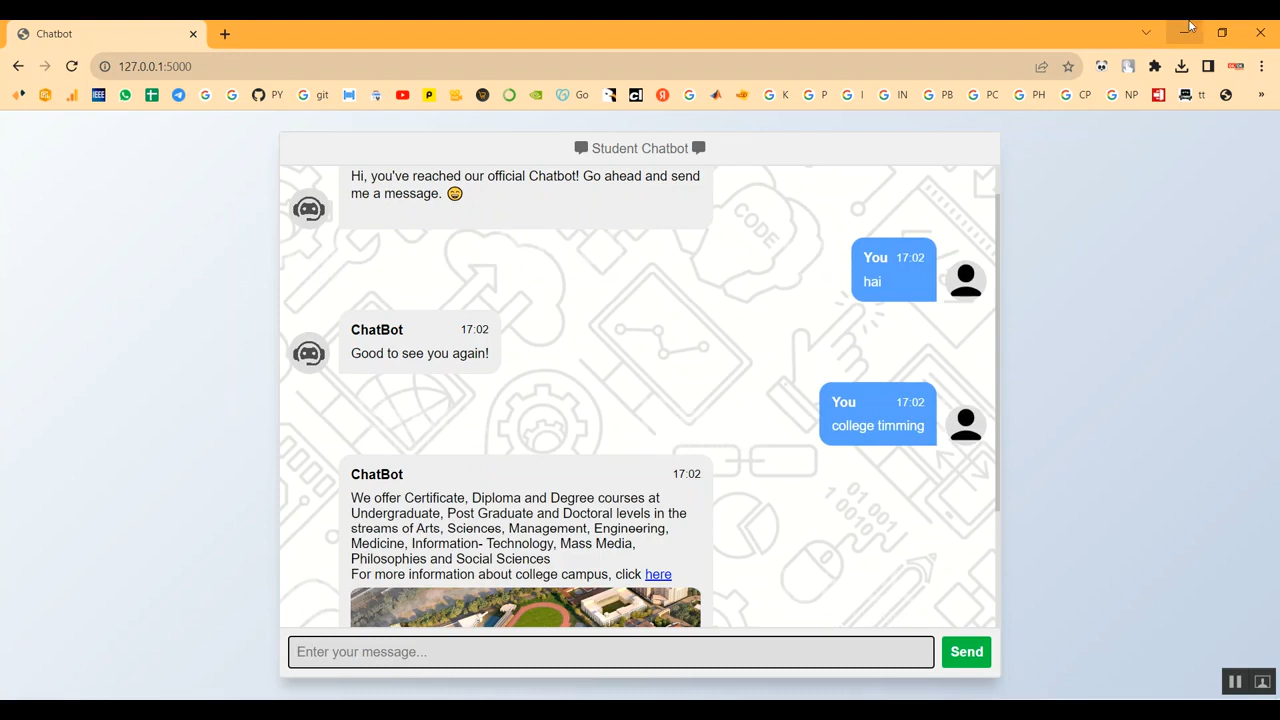 Chatbot
127.0.0.1:5000
IEEE
PY
git
Go
K
P
I
IN
PB
PC
PH
CP
NP
tt
Student Chatbot
Hi, you've reached our official Chatbot! Go ahead and send
me a message. 😄
CODE
You 17:02
hai
ChatBot 17:02
Good to see you again!
You 17:02
college timming
ChatBot 17:02
We offer Certificate, Diploma and Degree courses at
Undergraduate, Post Graduate and Doctoral levels in the
streams of Arts, Sciences, Management, Engineering,
Medicine, Information- Technology, Mass Media,
Philosophies and Social Sciences
For more information about college campus, click here
Enter your message...
Send